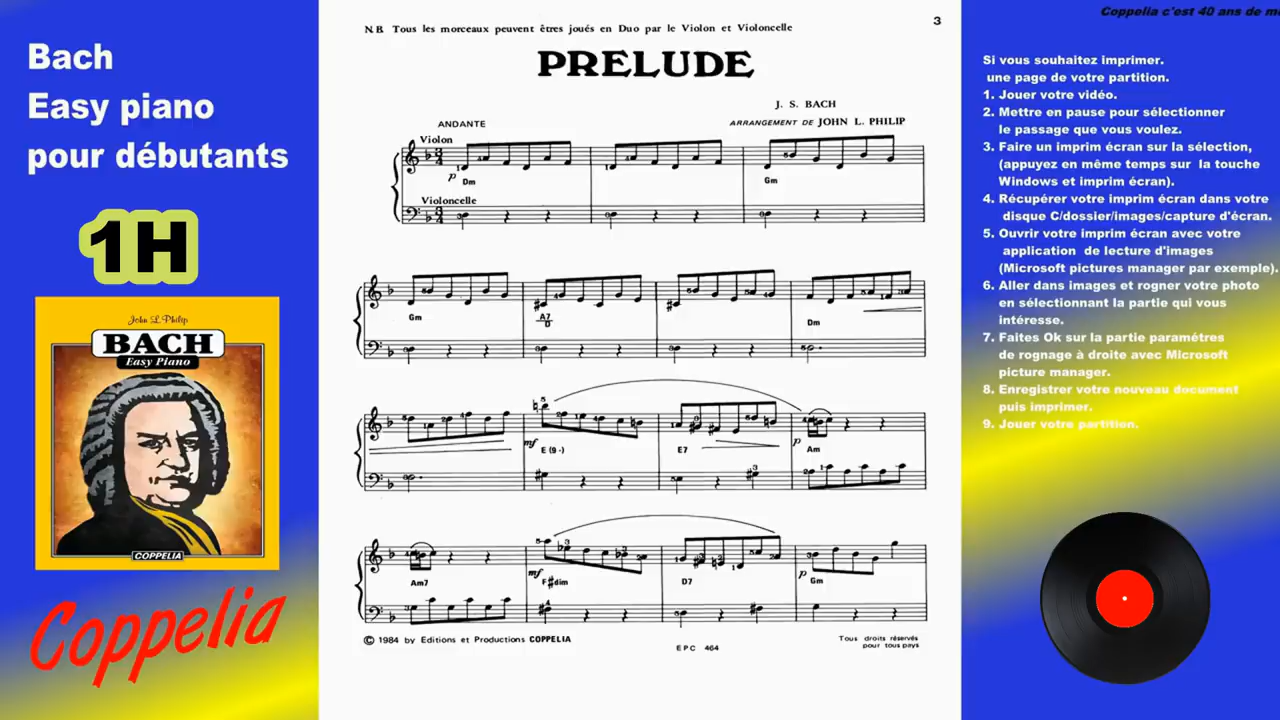 Bach
Easy piano
pour débutants
1H
John L. Philip
BACH
Easy Piano
COPPELIA
Coppelia
3
N.B. Tous les morceaux peuvent êtres joués en Duo par le Violon et Violoncelle
PRELUDE
J. S. BACH
ANDANTE
ARRANGEMENT DE JOHN L. PHILIP
Violon
p
Dm
Gm
Violoncelle
Gm
A7
D
Dm
mf
E (9-)
E7
p
Am
Am7
mf
F#dim
D7
p
Gm
© 1984 by Editions et Productions COPPELIA
EPC 464
Tous droits réservés
pour tous pays
Coppelia c'est 40 ans de m
Si vous souhaitez imprimer.
une page de votre partition.
1. Jouer votre vidéo.
2. Mettre en pause pour sélectionner
le passage que vous voulez.
3. Faire un imprim écran sur la sélection,
(appuyez en même temps sur la touche
Windows et imprim écran).
4. Récupérer votre imprim écran dans votre
disque C/dossier/images/capture d'écran.
5. Ouvrir votre imprim écran avec votre
application de lecture d'images
(Microsoft pictures manager par exemple).
6. Aller dans images et rogner votre photo
en sélectionnant la partie qui vous
intéresse.
7. Faites Ok sur la partie paramétres
de rognage à droite avec Microsoft
picture manager.
8. Enregistrer votre nouveau document
puis imprimer.
9. Jouer votre partition.